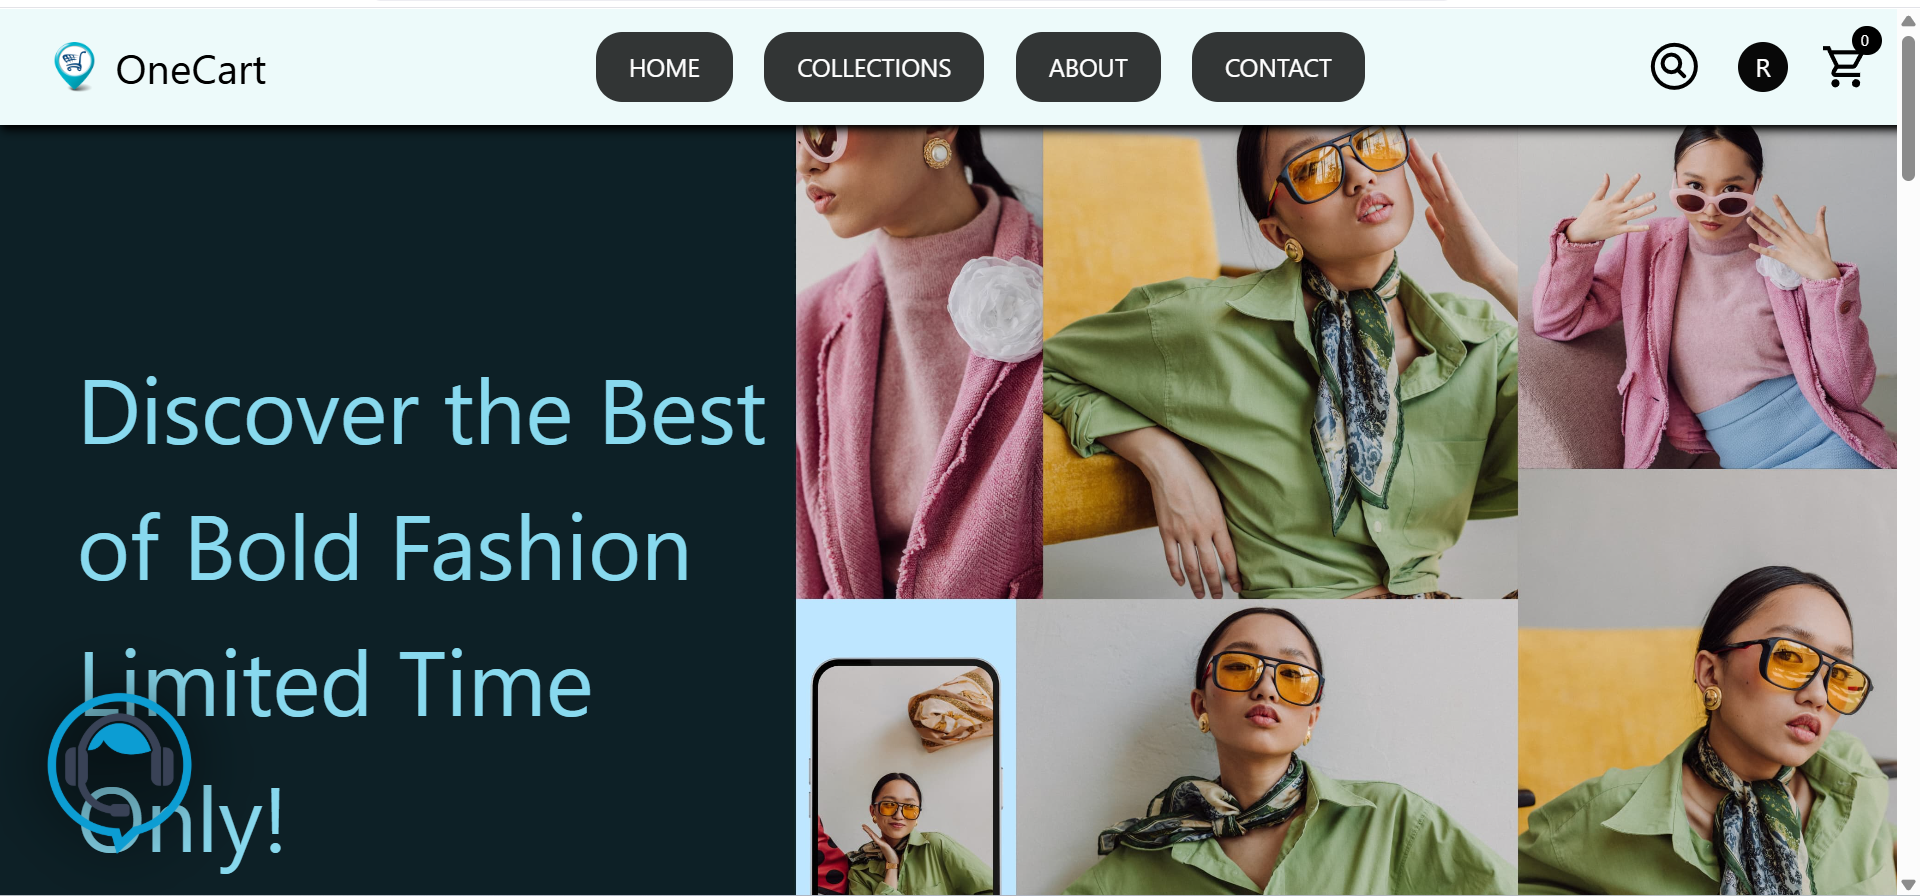 OneCart
HOME
COLLECTIONS
ABOUT
CONTACT
R
0
Discover the Best
of Bold Fashion
Limited Time
Only!